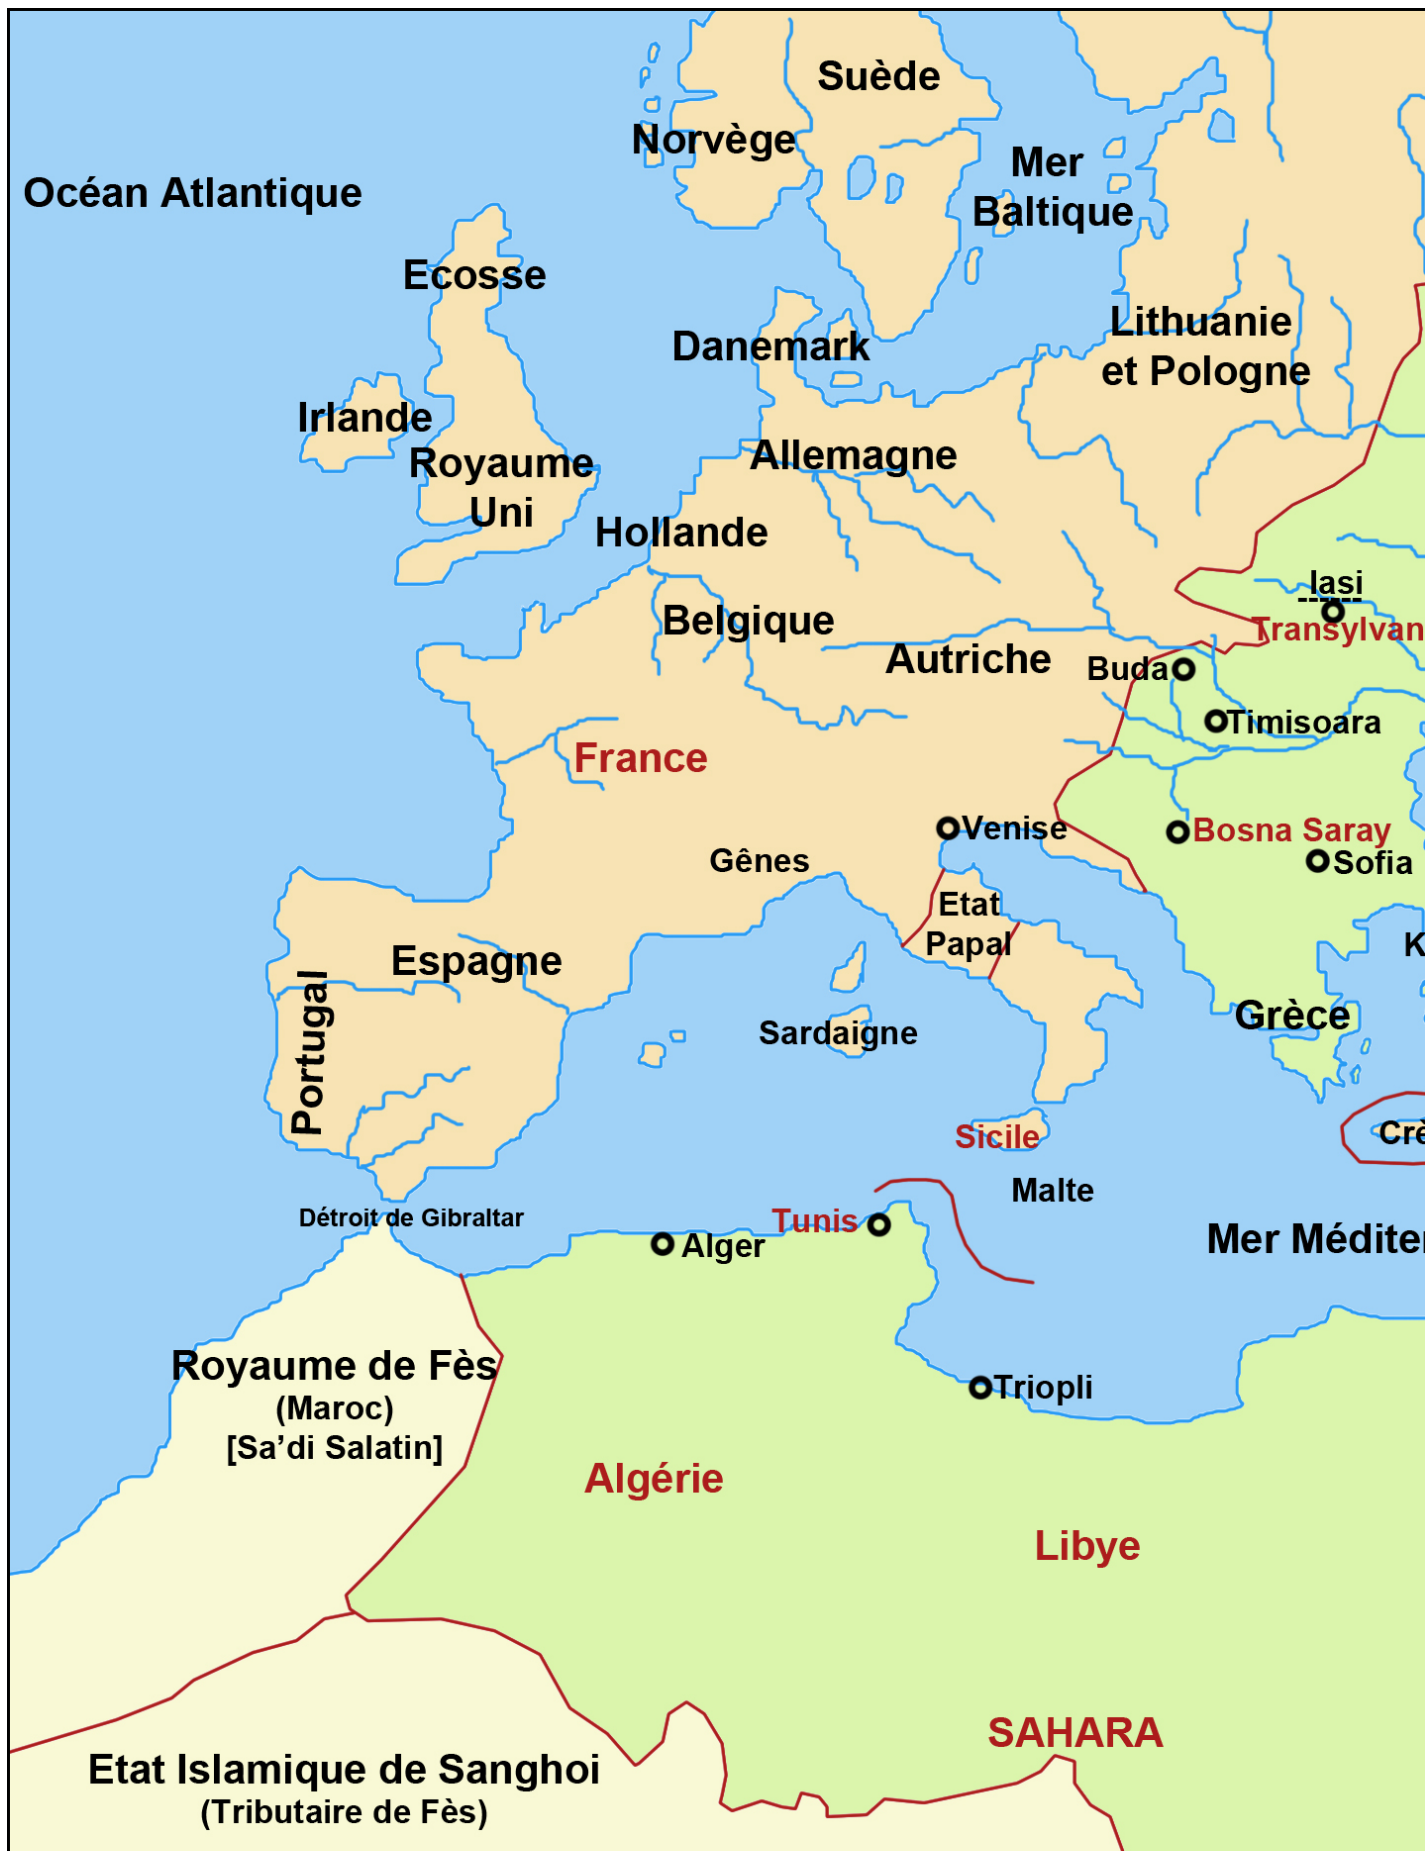 Suède
Norvège
Mer
Baltique
Océan Atlantique
Ecosse
Lithuanie
et Pologne
Danemark
Irlande
Royaume
Uni
Allemagne
Hollande
Iasi
Transylvan
Belgique
Autriche
Buda
Timisoara
France
Venise
Bosna Saray
Sofia
Gênes
Etat
Papal
K
Espagne
Portugal
Sardaigne
Grèce
Sicile
Crè
Malte
Détroit de Gibraltar
Tunis
Alger
Mer Méditer
Royaume de Fès
(Maroc)
[Sa’di Salatin]
Triopli
Algérie
Libye
SAHARA
Etat Islamique de Sanghoi
(Tributaire de Fès)